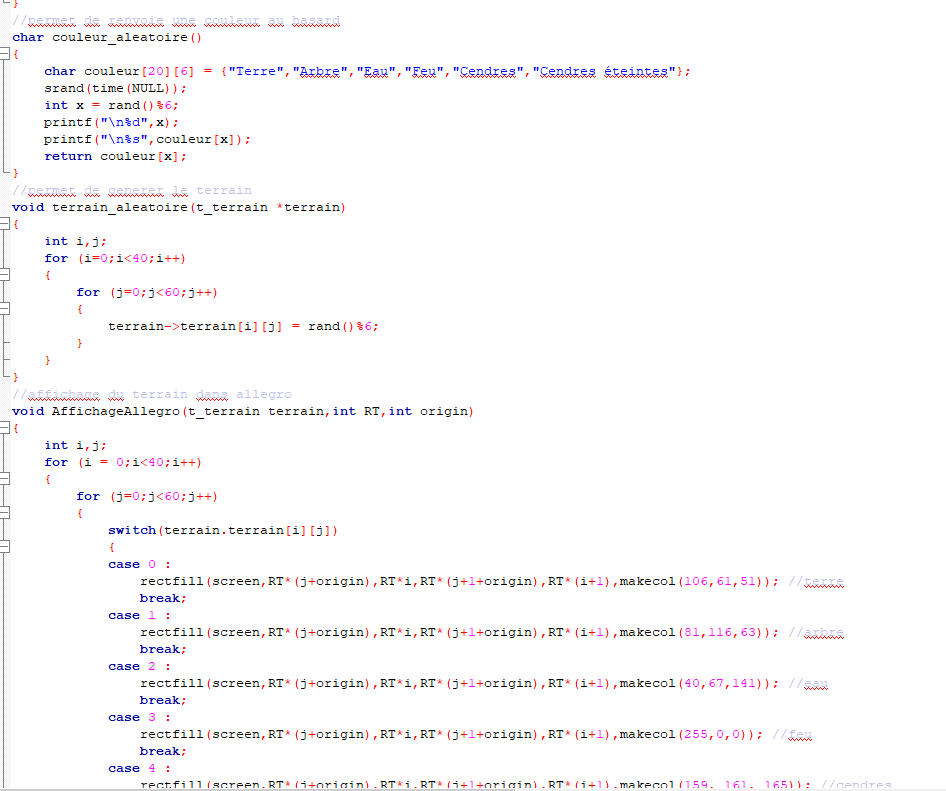 }
//permet de renvoie une couleur au hasard
char couleur_aleatoire()
{
    char couleur[20][6] = {"Terre","Arbre","Eau","Feu","Cendres","Cendres éteintes"};
    srand(time(NULL));
    int x = rand()%6;
    printf("\n%d",x);
    printf("\n%s",couleur[x]);
    return couleur[x];
}
//permet de generer le terrain
void terrain_aleatoire(t_terrain *terrain)
{
    int i,j;
    for (i=0;i<40;i++)
    {
        for (j=0;j<60;j++)
        {
            terrain->terrain[i][j] = rand()%6;
        }
    }
}
//affichage du terrain dans allegro
void AffichageAllegro(t_terrain terrain,int RT,int origin)
{
    int i,j;
    for (i = 0;i<40;i++)
    {
        for (j=0;j<60;j++)
        {
            switch(terrain.terrain[i][j])
            {
            case 0 :
                rectfill(screen,RT*(j+origin),RT*i,RT*(j+1+origin),RT*(i+1),makecol(106,61,51)); //terre
                break;
            case 1 :
                rectfill(screen,RT*(j+origin),RT*i,RT*(j+1+origin),RT*(i+1),makecol(81,116,63)); //arbre
                break;
            case 2 :
                rectfill(screen,RT*(j+origin),RT*i,RT*(j+1+origin),RT*(i+1),makecol(40,67,141)); //eau
                break;
            case 3 :
                rectfill(screen,RT*(j+origin),RT*i,RT*(j+1+origin),RT*(i+1),makecol(255,0,0)); //feu
                break;
            case 4 :
                rectfill(screen,RT*(j+origin),RT*i,RT*(j+1+origin),RT*(i+1),makecol(159, 161, 165)); //cendres